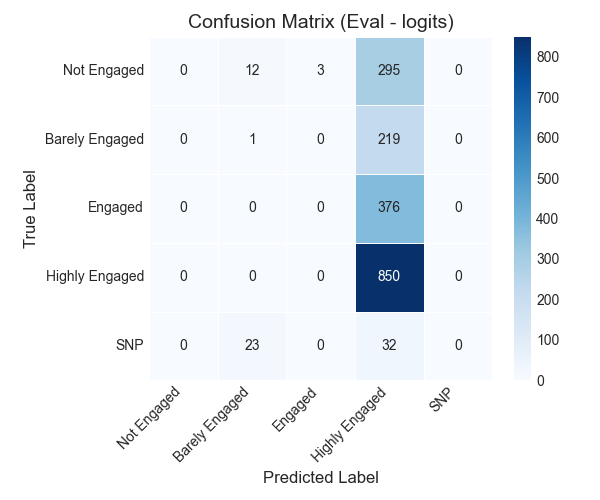 Confusion Matrix (Eval - logits)
True Label
Not Engaged 0 12 3 295 0
Barely Engaged 0 1 0 219 0
Engaged 0 0 0 376 0
Highly Engaged 0 0 0 850 0
SNP 0 23 0 32 0
Not Engaged Barely Engaged Engaged Highly Engaged SNP
Predicted Label
800
700
600
500
400
300
200
100
0